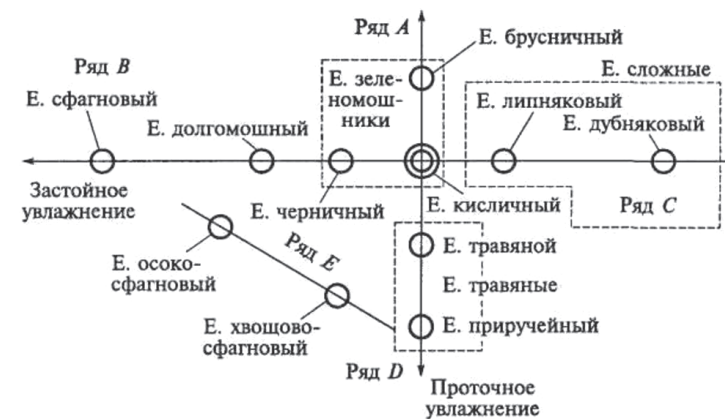 Ряд А
Е. брусничный
Ряд В
Е. зеле-
номош-
ники
Е. сложные
Е. сфагновый
Е. долгомошный
Е. липняковый
Е. дубняковый
Застойное
увлажнение
Е. черничный
Е. кисличный
Ряд С
Ряд Е
Е. травяной
Е. осоко-
сфагновый
Е. травяные
Е. хвощово-
сфагновый
Е. приручейный
Ряд D
Проточное
увлажнение